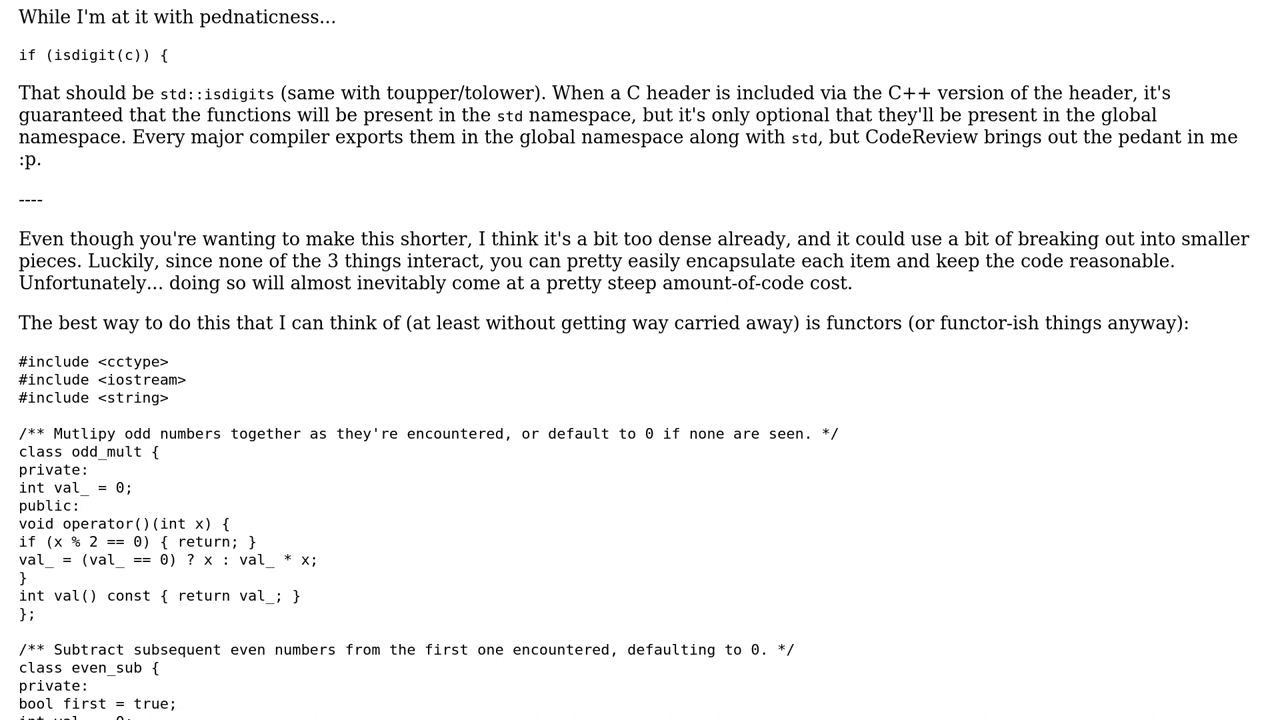 While I'm at it with pednaticness...
if (isdigit(c)) {
That should be std::isdigits (same with toupper/tolower). When a C header is included via the C++ version of the header, it's
guaranteed that the functions will be present in the std namespace, but it's only optional that they'll be present in the global
namespace. Every major compiler exports them in the global namespace along with std, but CodeReview brings out the pedant in me
:p.
----
Even though you're wanting to make this shorter, I think it's a bit too dense already, and it could use a bit of breaking out into smaller
pieces. Luckily, since none of the 3 things interact, you can pretty easily encapsulate each item and keep the code reasonable.
Unfortunately... doing so will almost inevitably come at a pretty steep amount-of-code cost.
The best way to do this that I can think of (at least without getting way carried away) is functors (or functor-ish things anyway):
#include <cctype>
#include <iostream>
#include <string>
/** Mutlipy odd numbers together as they're encountered, or default to 0 if none are seen. */
class odd_mult {
private:
int val_ = 0;
public:
void operator()(int x) {
if (x % 2 == 0) { return; }
val_ = (val_ == 0) ? x : val_ * x;
}
int val() const { return val_; }
};
/** Subtract subsequent even numbers from the first one encountered, defaulting to 0. */
class even_sub {
private:
bool first = true;